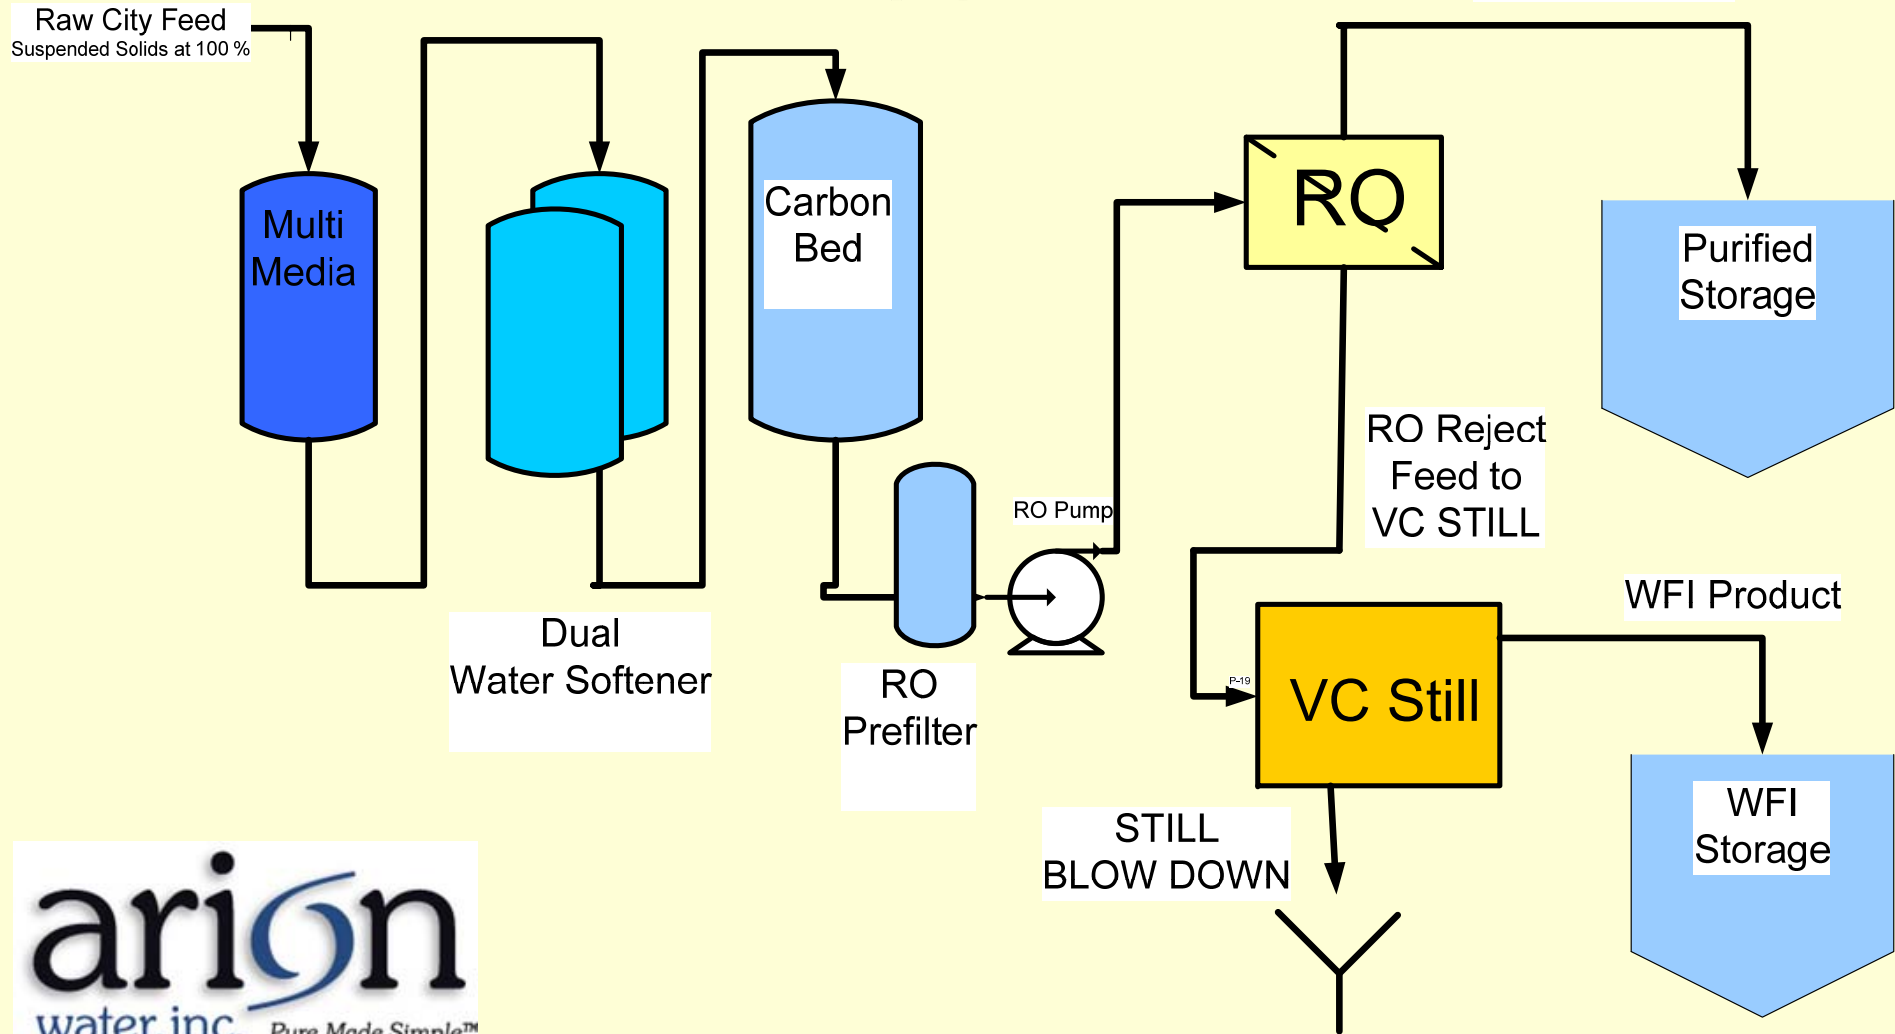 Raw City Feed
Suspended Solids at 100 %
Multi
Media
Dual
Water Softener
Carbon
Bed
RO
Prefilter
RO Pump
RO
Purified
Storage
RO Reject
Feed to
VC STILL
P-19
VC Still
WFI Product
WFI
Storage
STILL
BLOW DOWN
arion
water inc. Pure Made Simple™